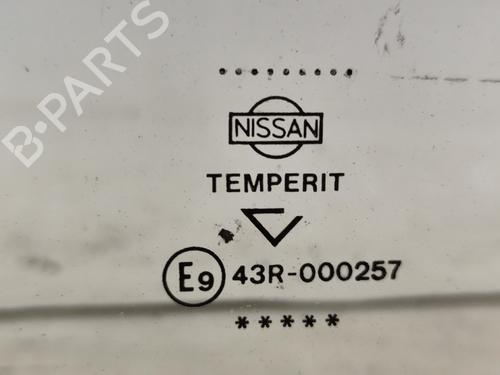 B-PARTS
.........
NISSAN
TEMPERIT
E9 43R-000257
*****